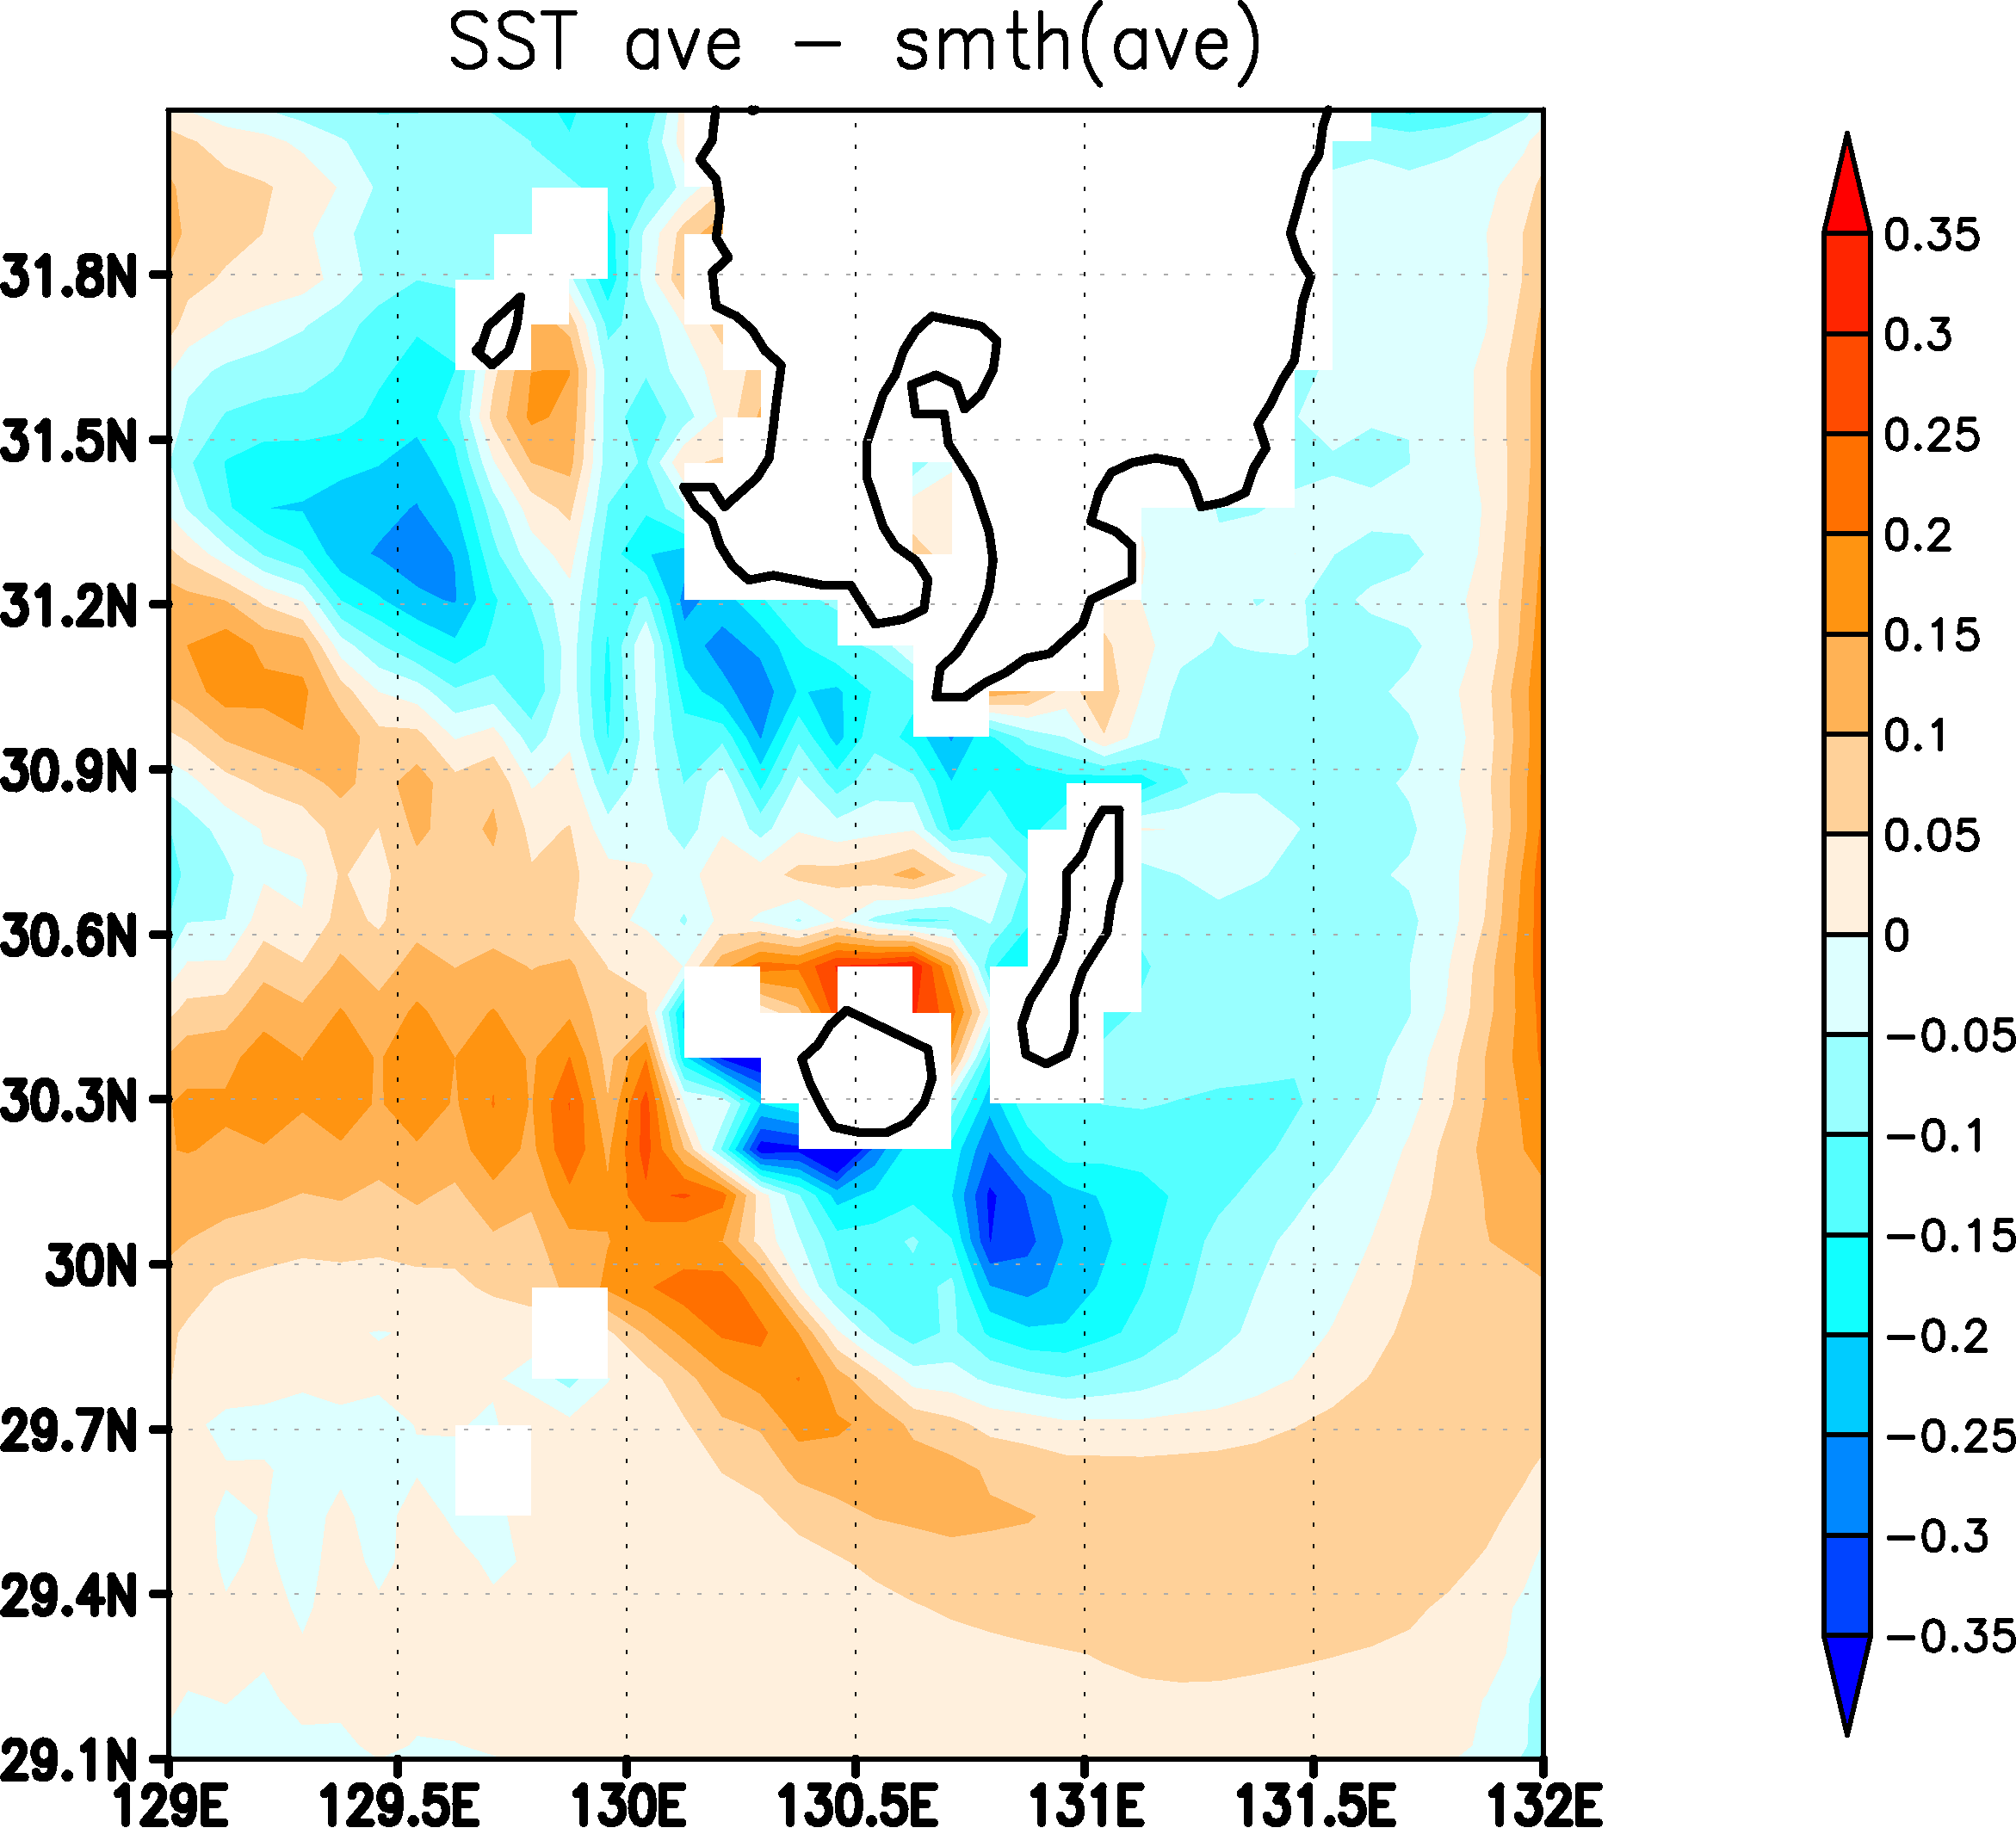 SST ave − smth(ave)
31.8N
31.5N
31.2N
30.9N
30.6N
30.3N
30N
29.7N
29.4N
29.1N
129E 129.5E 130E 130.5E 131E 131.5E 132E
0.35
0.3
0.25
0.2
0.15
0.1
0.05
0
−0.05
−0.1
−0.15
−0.2
−0.25
−0.3
−0.35